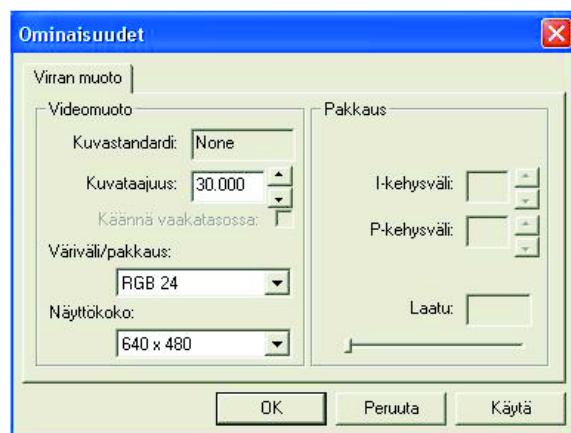 Ominaisuudet
Virran muoto
Videomuoto
Kuvastandardi: None
Kuvataajuus: 30.000
Käännä vaakatasossa:
Väriväli/pakkaus:
RGB 24
Näyttökoko:
640 x 480
Pakkaus
I-kehysväli:
P-kehysväli:
Laatu:
OK Peruuta Käytä